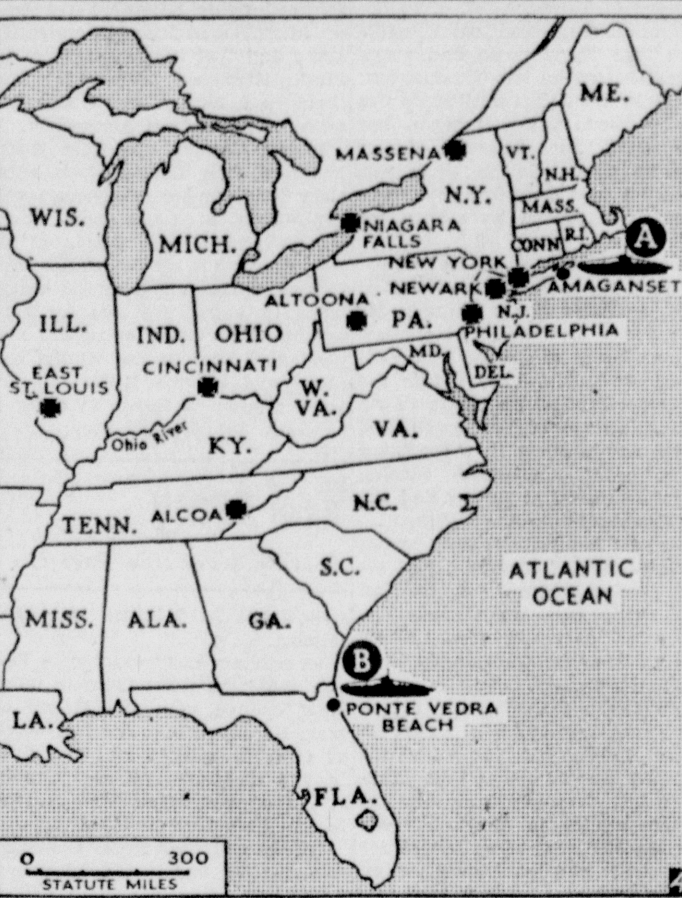 ME.
MASSENA
VT.
N.H.
N.Y.
MASS.
WIS.
NIAGARA
FALLS
MICH.
CONN
R.I.
A
NEW YORK
AMAGANSET
ALTOONA
NEWARK
N.J.
ILL.
IND.
OHIO
PA.
PHILADELPHIA
MD.
DEL.
EAST
ST. LOUIS
CINCINNATI
W.
VA.
VA.
Ohio River
KY.
TENN.
ALCOA
N.C.
S.C.
ATLANTIC
OCEAN
MISS.
ALA.
GA.
B
PONTE VEDRA
BEACH
LA.
FLA.
0 300
STATUTE MILES